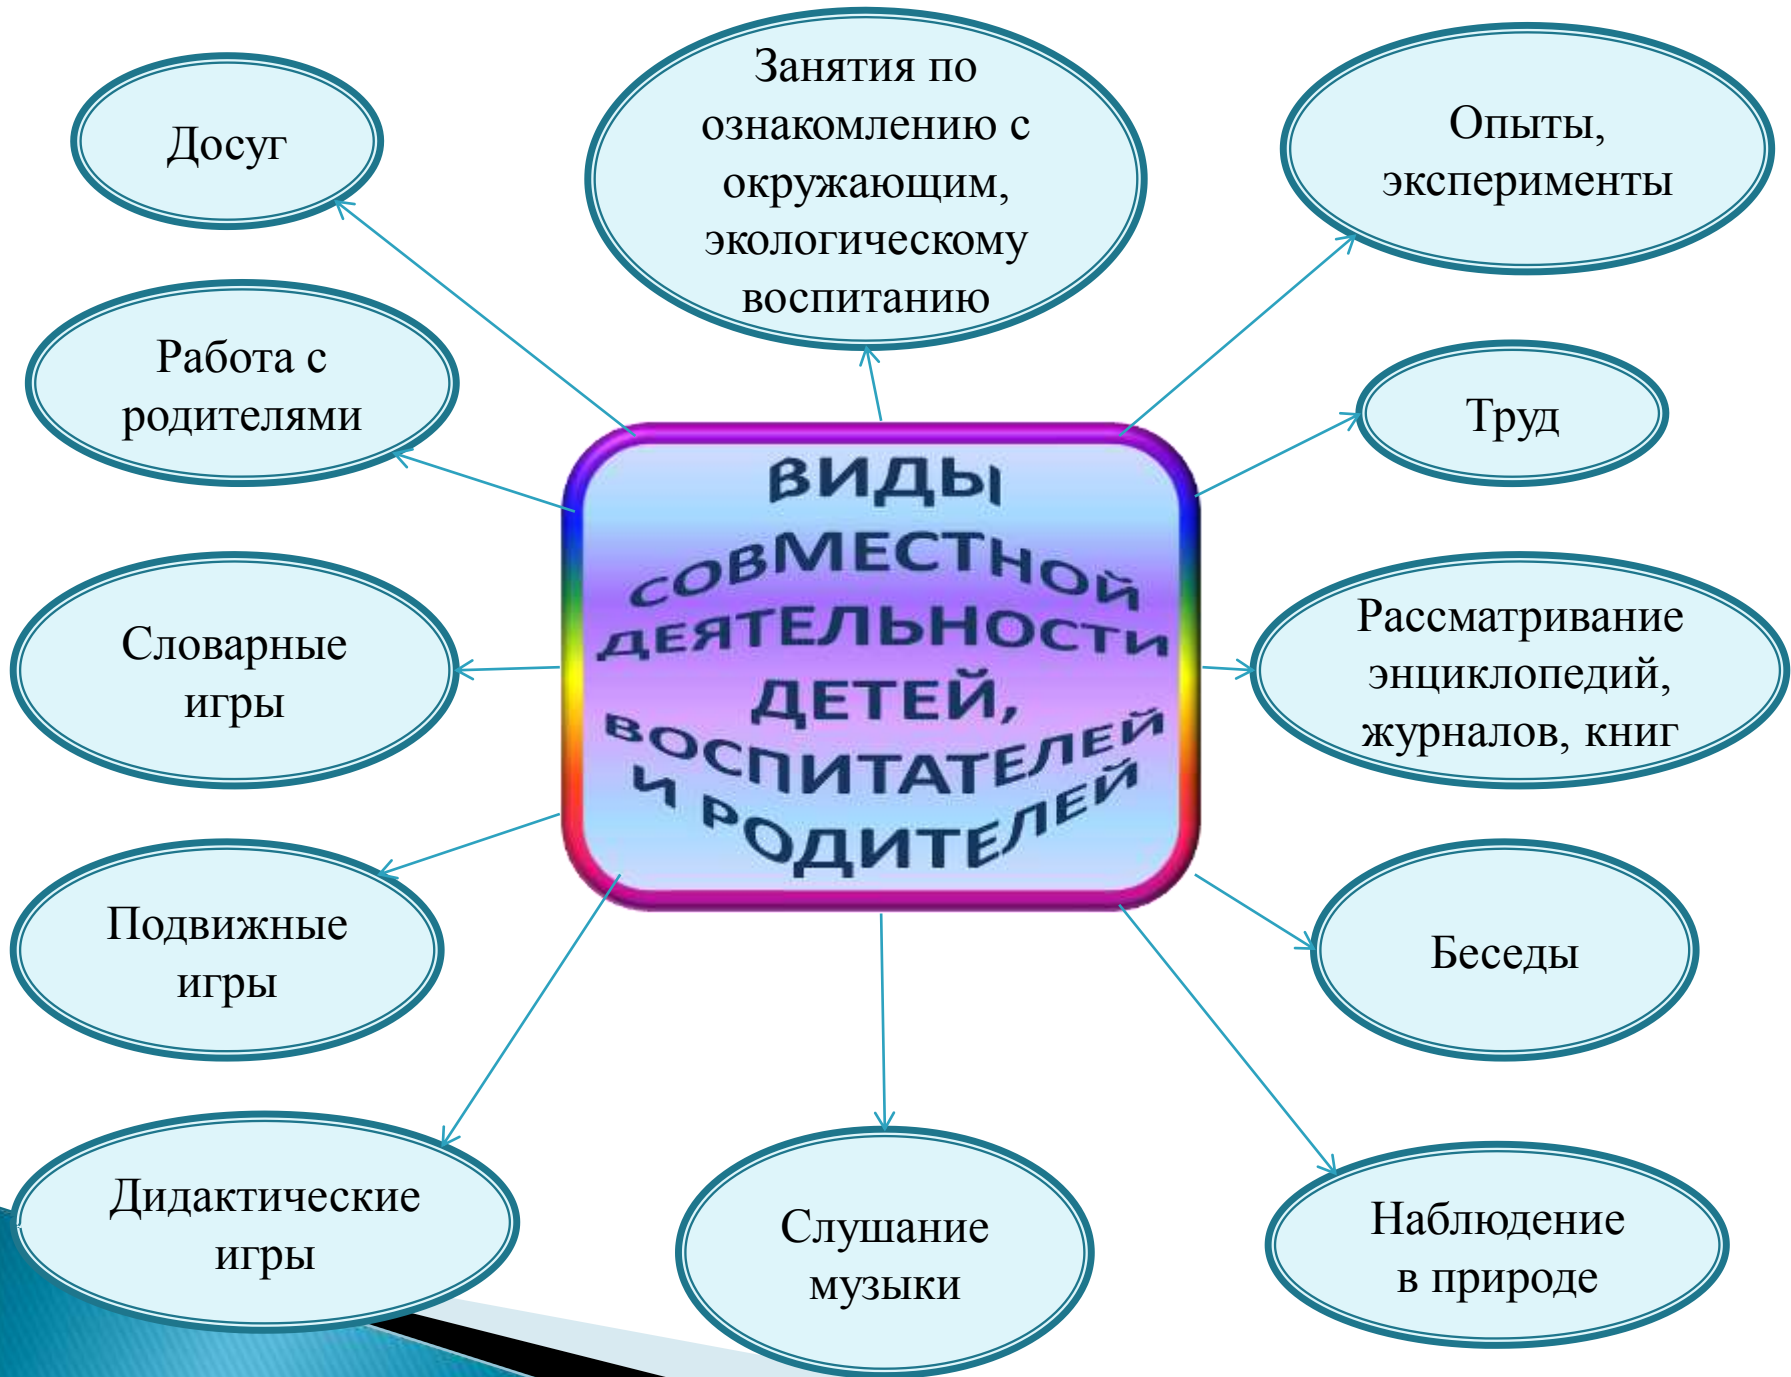 Досуг
Занятия по
ознакомлению с
окружающим,
экологическому
воспитанию
Опыты,
эксперименты
Работа с
родителями
Труд
ВИДЫ
СОВМЕСТНОЙ
ДЕЯТЕЛЬНОСТИ
ДЕТЕЙ,
ВОСПИТАТЕЛЕЙ
И РОДИТЕЛЕЙ
Словарные
игры
Рассматривание
энциклопедий,
журналов, книг
Подвижные
игры
Беседы
Дидактические
игры
Слушание
музыки
Наблюдение
в природе